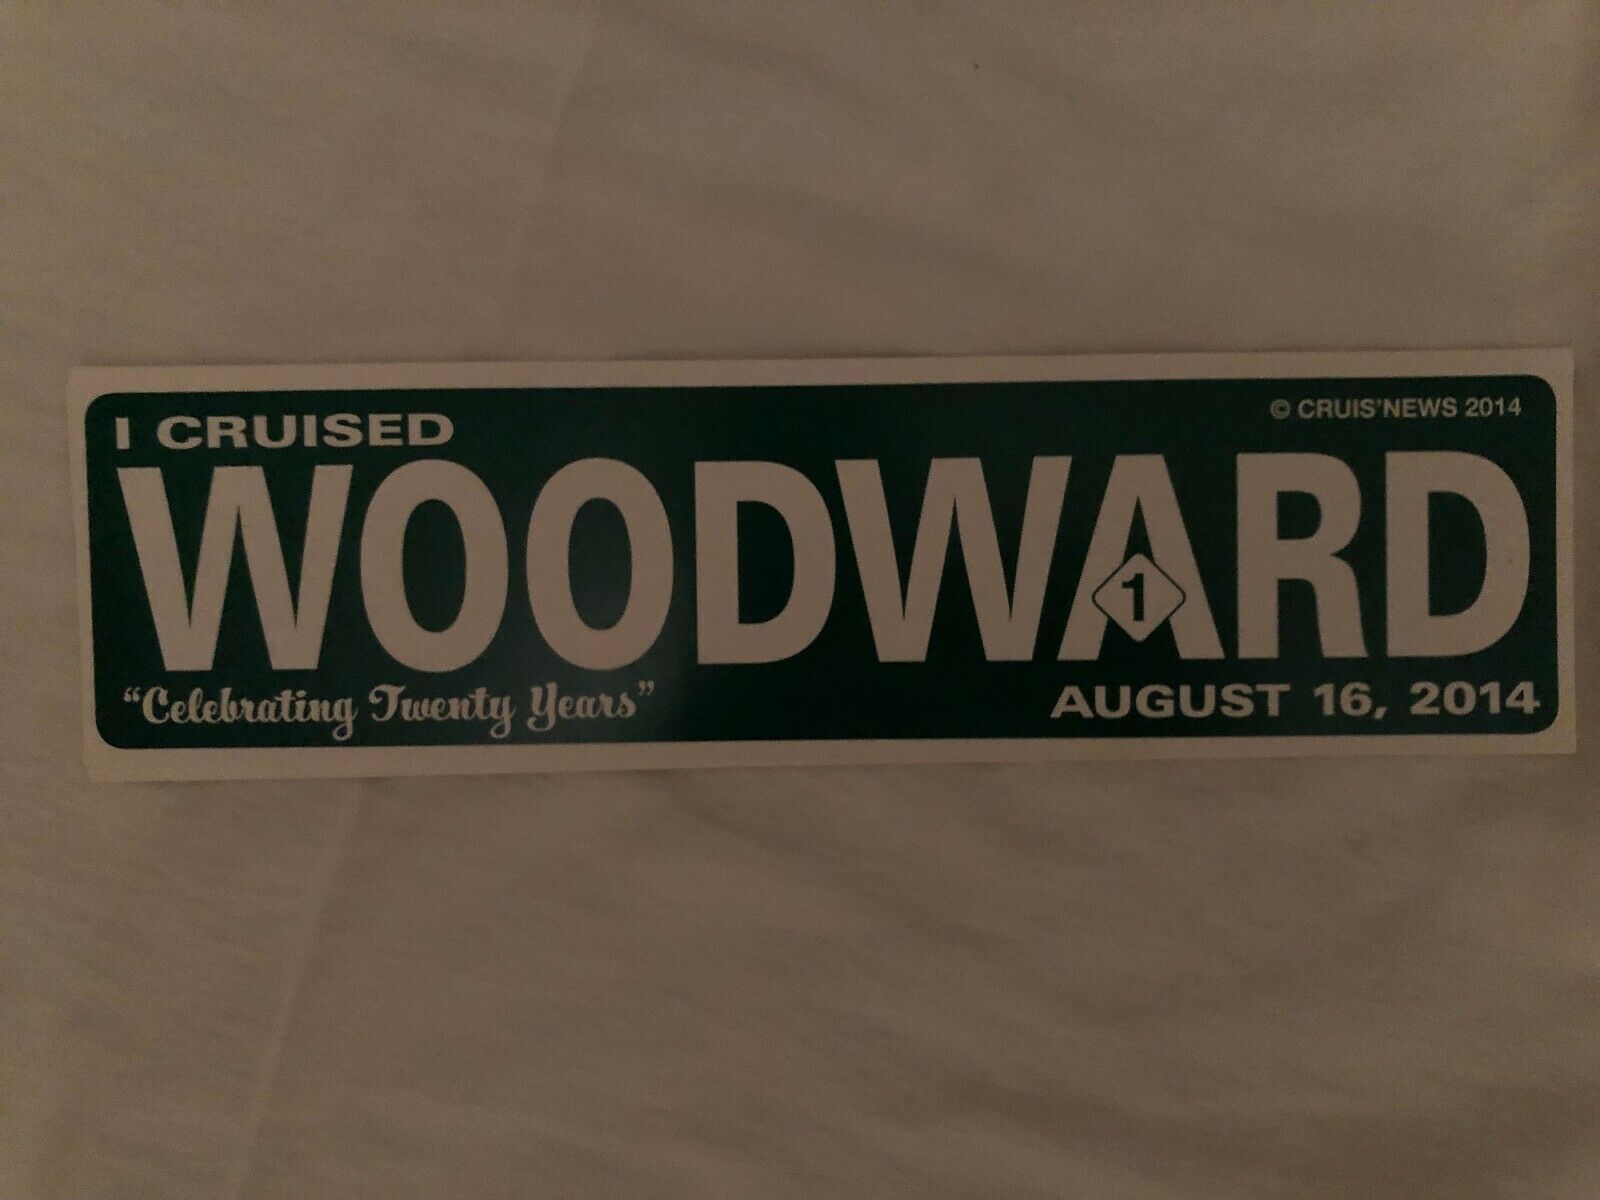 I CRUISED
© CRUIS'NEWS 2014
WOODWARD
1
"Celebrating Twenty Years"
AUGUST 16, 2014